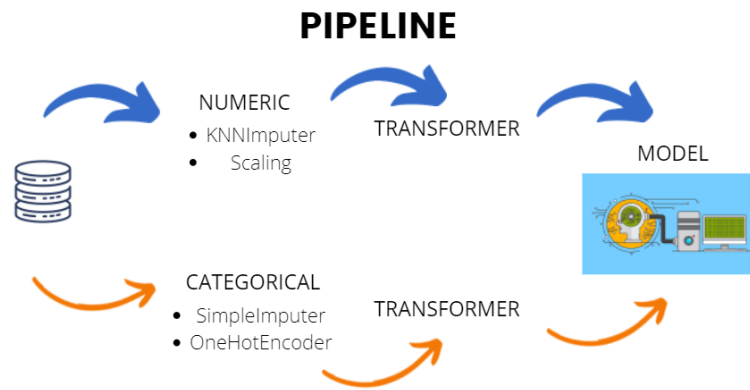 PIPELINE
NUMERIC
• KNNImputer
• Scaling
TRANSFORMER
MODEL
CATEGORICAL
• SimpleImputer
• OneHotEncoder
TRANSFORMER